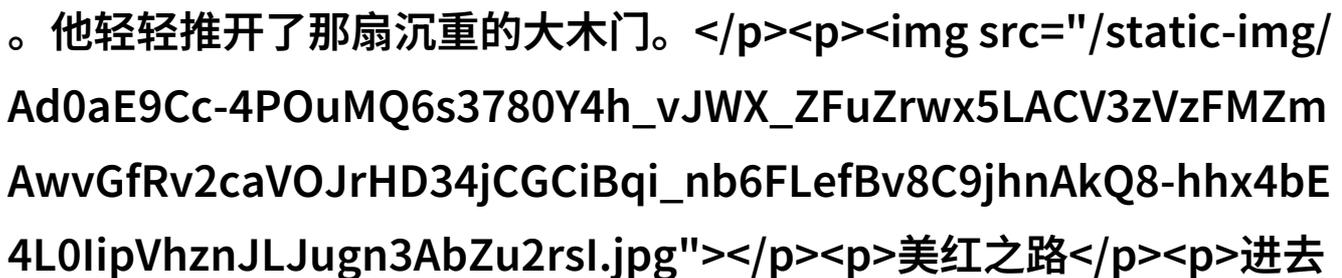 。他轻轻推开了那扇沉重的大木门。</p><p><img src="/static-img/
Ad0aE9Cc-4POuMQ6s3780Y4h_vJWX_ZFuZrwx5LACV3zVzFMZm
AwvGfRv2caVOJrHD34jCGCiBqi_nb6FLefBv8C9jhnAkQ8-hhx4bE
4L0IipVhznJLJugn3AbZu2rsI.jpg"></p><p>美红之路</p><p>进去